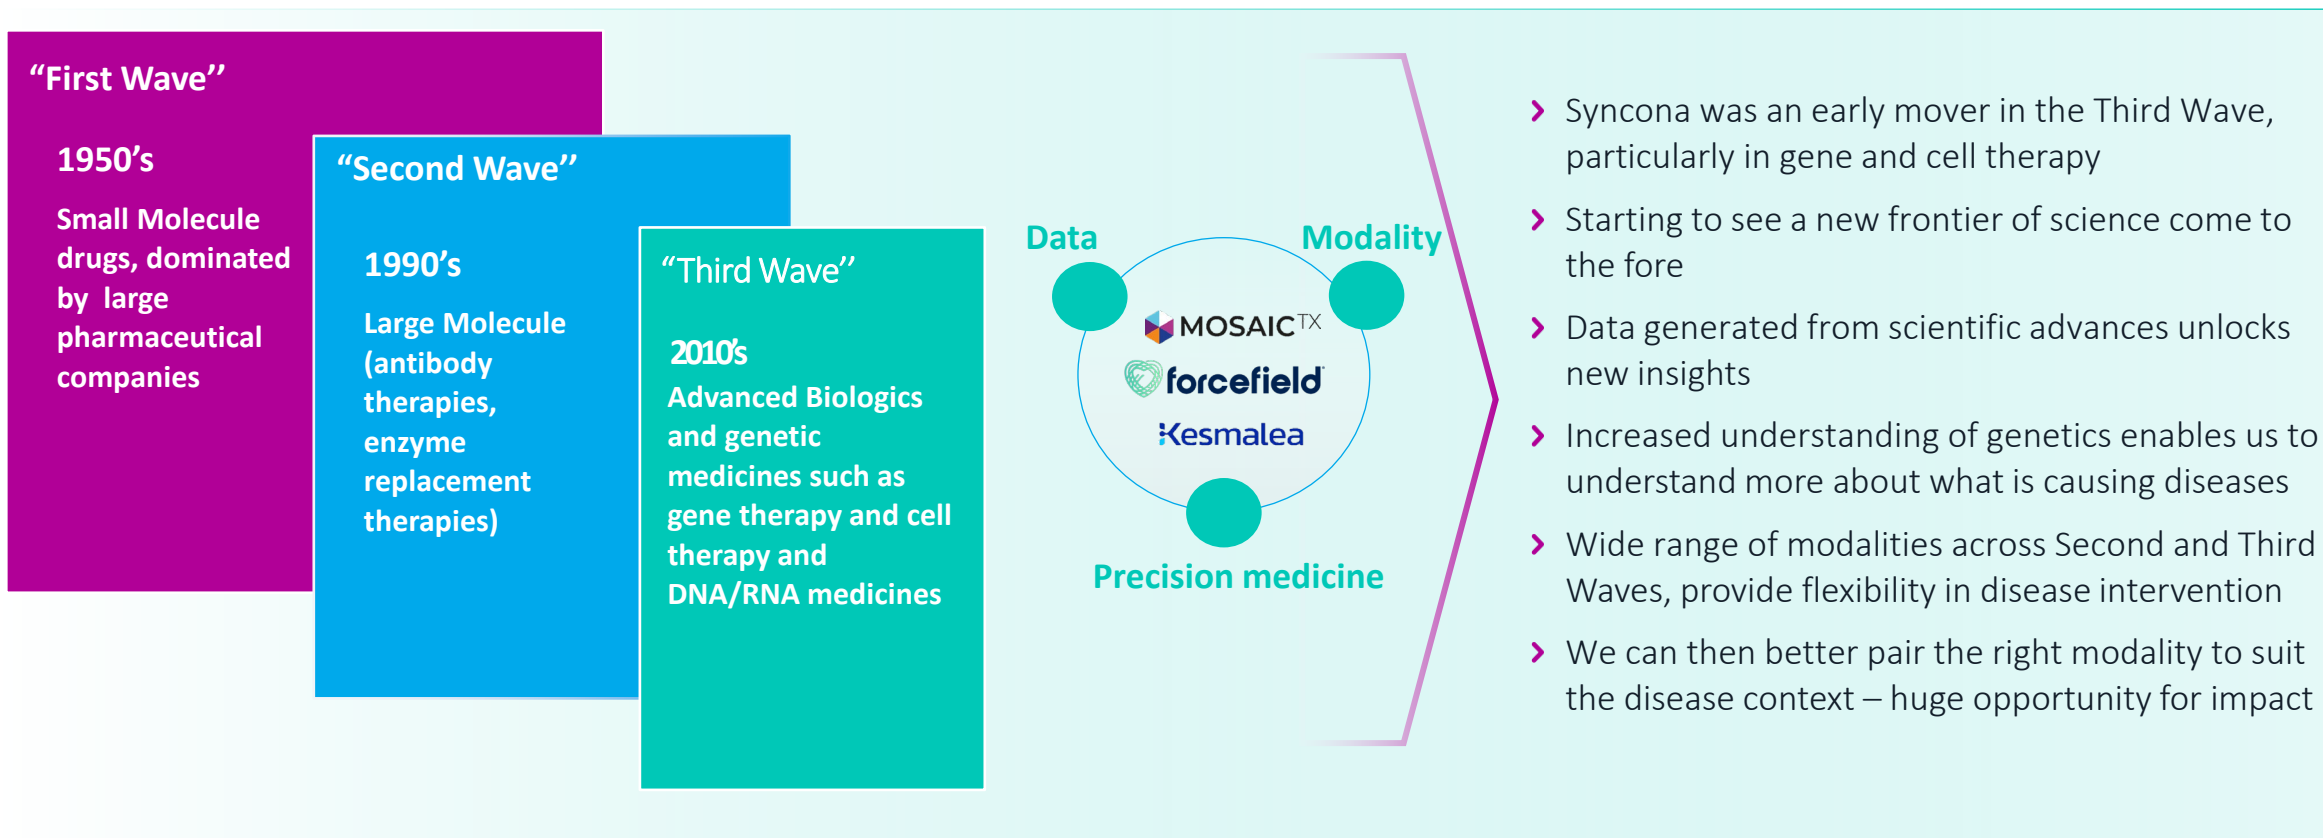 “First Wave’’
1950’s
Small Molecule
drugs, dominated
by large
pharmaceutical
companies
“Second Wave’’
1990’s
Large Molecule
(antibody
therapies,
enzyme
replacement
therapies)
“Third Wave’’
2010’s
Advanced Biologics
and genetic
medicines such as
gene therapy and cell
therapy and
DNA/RNA medicines
Data
Modality
MOSAIC TX
forcefield
Kesmalea
Precision medicine
Syncona was an early mover in the Third Wave,
particularly in gene and cell therapy
Starting to see a new frontier of science come to
the fore
Data generated from scientific advances unlocks
new insights
Increased understanding of genetics enables us to
understand more about what is causing diseases
Wide range of modalities across Second and Third
Waves, provide flexibility in disease intervention
We can then better pair the right modality to suit
the disease context – huge opportunity for impact